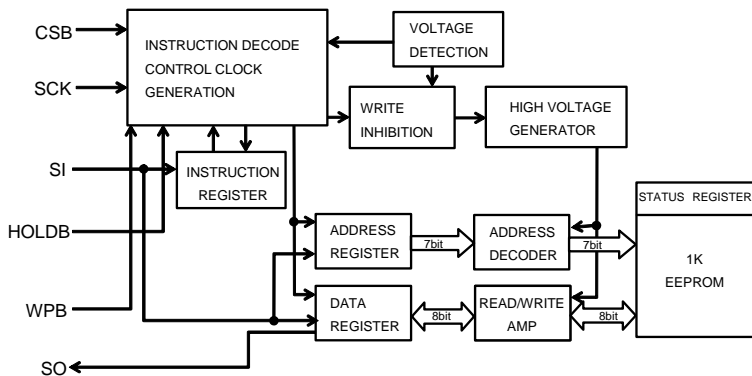 CSB
INSTRUCTION DECODE
CONTROL CLOCK
GENERATION
VOLTAGE
DETECTION
SCK
WRITE
INHIBITION
HIGH VOLTAGE
GENERATOR
SI
INSTRUCTION
REGISTER
STATUS REGISTER
HOLDB
ADDRESS
REGISTER
7bit
ADDRESS
DECODER
7bit
1K
EEPROM
WPB
DATA
REGISTER
8bit
READ/WRITE
AMP
8bit
SO